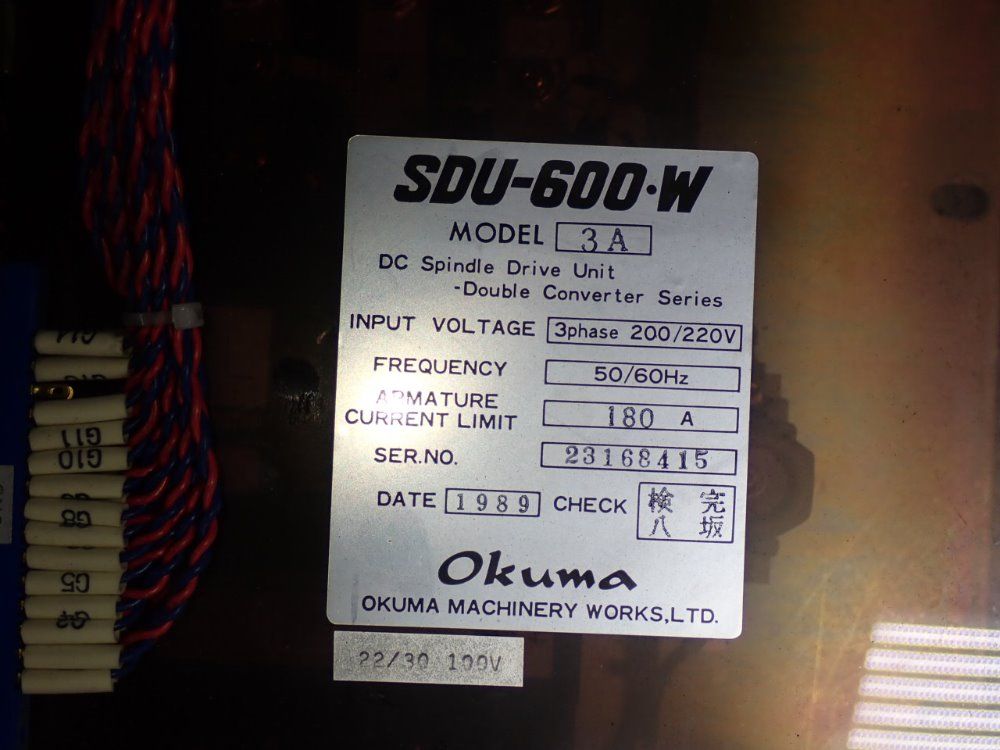 SDU-600·W
MODEL 3A
DC Spindle Drive Unit
-Double Converter Series
INPUT VOLTAGE 3phase 200/220V
FREQUENCY 50/60Hz
ARMATURE
CURRENT LIMIT 180 A
SER.NO. 23168415
DATE 1989 CHECK 検完
八坂
Okuma
OKUMA MACHINERY WORKS,LTD.
22/30 100V
G11
G10
G8
G5